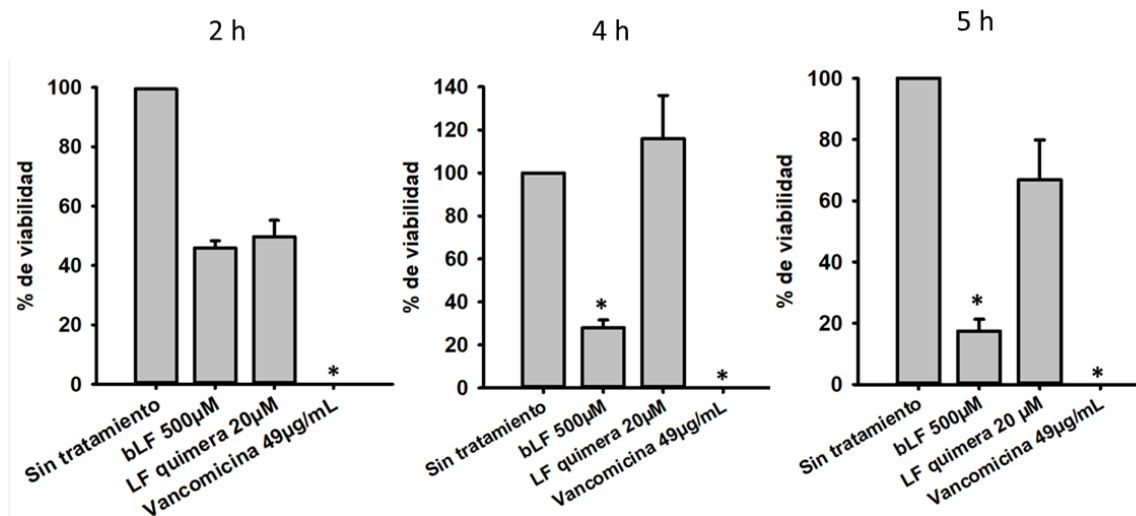 2 h
% de viabilidad
100
80
60
40
20
0
*
Sin tratamiento
bLF 500µM
LF quimera 20µM
Vancomicina 49µg/mL
4 h
% de viabilidad
140
120
100
80
60
40
20
0
*
*
Sin tratamiento
bLF 500µM
LF quimera 20µM
Vancomicina 49µg/mL
5 h
% de viabilidad
100
80
60
40
20
0
*
*
Sin tratamiento
bLF 500µM
LF quimera 20 µM
Vancomicina 49µg/mL